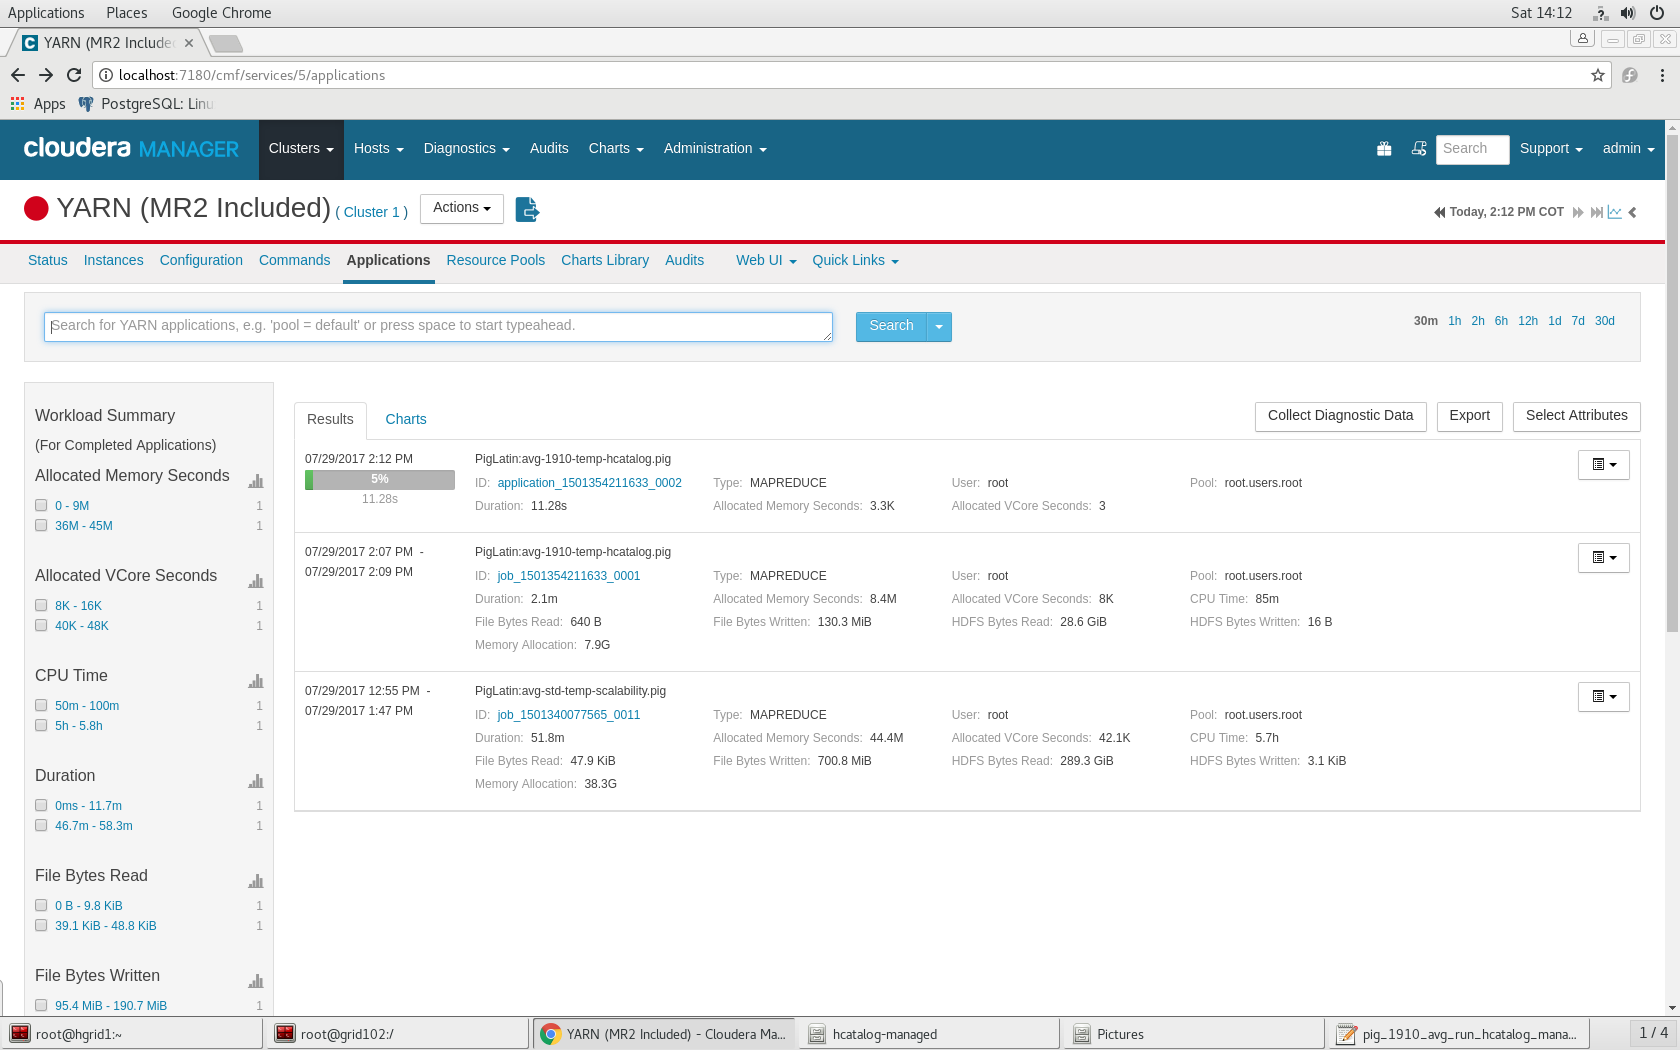 Applications Places Google Chrome Sat 14:12
YARN (MR2 Include
localhost:7180/cmf/services/5/applications
Apps PostgreSQL: Linu
cloudera MANAGER Clusters Hosts Diagnostics Audits Charts Administration Search Support admin
YARN (MR2 Included) ( Cluster 1 ) Actions Today, 2:12 PM COT
Status Instances Configuration Commands Applications Resource Pools Charts Library Audits Web UI Quick Links
Search for YARN applications, e.g. 'pool = default' or press space to start typeahead. Search 30m 1h 2h 6h 12h 1d 7d 30d
Workload Summary
(For Completed Applications)
Allocated Memory Seconds
0 - 9M 1
36M - 45M 1
Allocated VCore Seconds
8K - 16K 1
40K - 48K 1
CPU Time
50m - 100m 1
5h - 5.8h 1
Duration
0ms - 11.7m 1
46.7m - 58.3m 1
File Bytes Read
0 B - 9.8 KiB 1
39.1 KiB - 48.8 KiB 1
File Bytes Written
95.4 MiB - 190.7 MiB 1
Results Charts Collect Diagnostic Data Export Select Attributes
07/29/2017 2:12 PM PigLatin:avg-1910-temp-hcatalog.pig
5% ID: application_1501354211633_0002 Type: MAPREDUCE User: root Pool: root.users.root
11.28s Duration: 11.28s Allocated Memory Seconds: 3.3K Allocated VCore Seconds: 3
07/29/2017 2:07 PM - PigLatin:avg-1910-temp-hcatalog.pig
07/29/2017 2:09 PM ID: job_1501354211633_0001 Type: MAPREDUCE User: root Pool: root.users.root
Duration: 2.1m Allocated Memory Seconds: 8.4M Allocated VCore Seconds: 8K CPU Time: 85m
File Bytes Read: 640 B File Bytes Written: 130.3 MiB HDFS Bytes Read: 28.6 GiB HDFS Bytes Written: 16 B
Memory Allocation: 7.9G
07/29/2017 12:55 PM - PigLatin:avg-std-temp-scalability.pig
07/29/2017 1:47 PM ID: job_1501340077565_0011 Type: MAPREDUCE User: root Pool: root.users.root
Duration: 51.8m Allocated Memory Seconds: 44.4M Allocated VCore Seconds: 42.1K CPU Time: 5.7h
File Bytes Read: 47.9 KiB File Bytes Written: 700.8 MiB HDFS Bytes Read: 289.3 GiB HDFS Bytes Written: 3.1 KiB
Memory Allocation: 38.3G
root@hgrid1:~ root@grid102:/ YARN (MR2 Included) - Cloudera Ma... hcatalog-managed Pictures pig_1910_avg_run_hcatalog_mana... 1 / 4